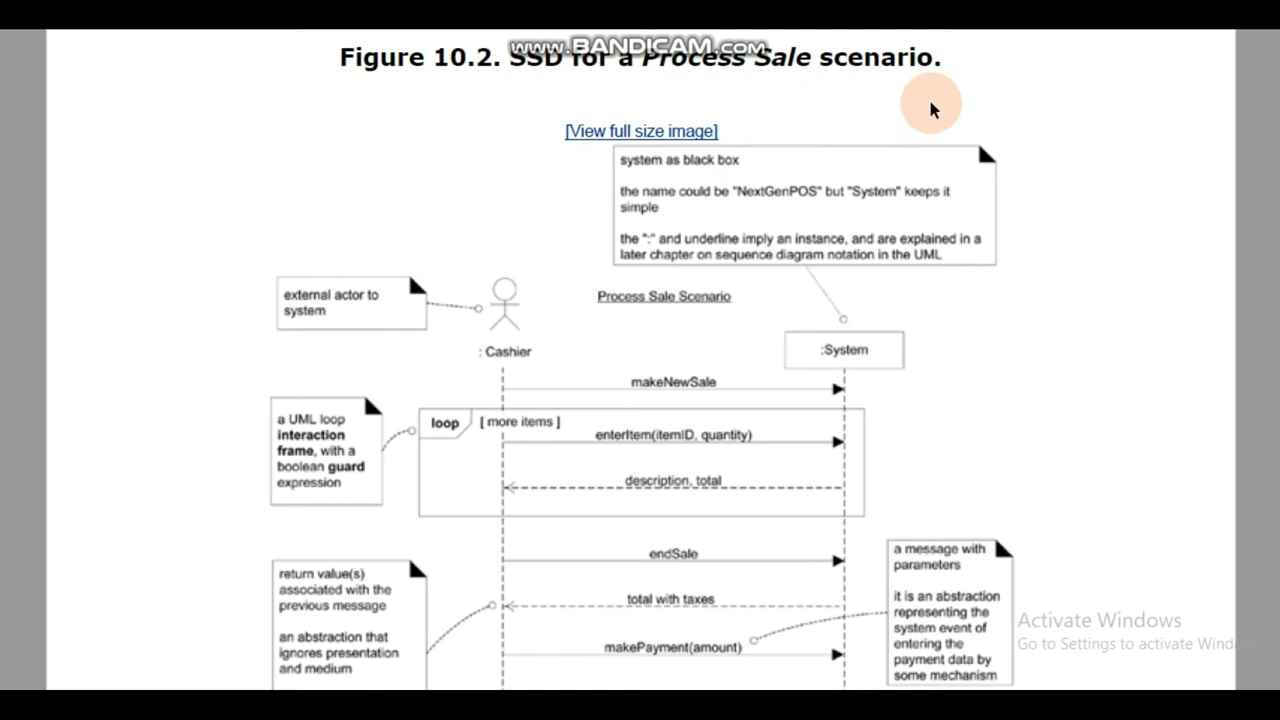 www.BANDICAM.com
Figure 10.2. SSD for a Process Sale scenario.
[View full size image]
system as black box
the name could be "NextGenPOS" but "System" keeps it
simple
the ":" and underline imply an instance, and are explained in a
later chapter on sequence diagram notation in the UML
external actor to
system
Process Sale Scenario
: Cashier
:System
makeNewSale
a UML loop
interaction
frame, with a
boolean guard
expression
loop
[ more items ]
enterItem(itemID, quantity)
description, total
endSale
return value(s)
associated with the
previous message
an abstraction that
ignores presentation
and medium
total with taxes
makePayment(amount)
a message with
parameters
it is an abstraction
representing the
system event of
entering the
payment data by
some mechanism
Activate Windows
Go to Settings to activate Windows